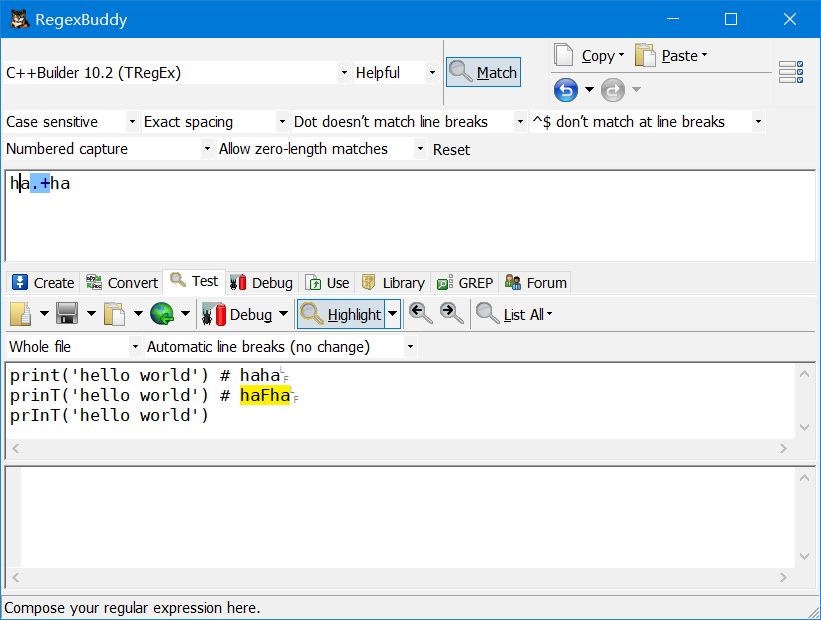 RegexBuddy
C++Builder 10.2 (TRegEx) Helpful Match Copy Paste
Case sensitive Exact spacing Dot doesn't match line breaks ^$ don't match at line breaks
Numbered capture Allow zero-length matches Reset
ha.+ha
Create Convert Test Debug Use Library GREP Forum
Debug Highlight List All
Whole file Automatic line breaks (no change)
print('hello world') # haha LF
prinT('hello world') # haFha LF
prInT('hello world')
Compose your regular expression here.